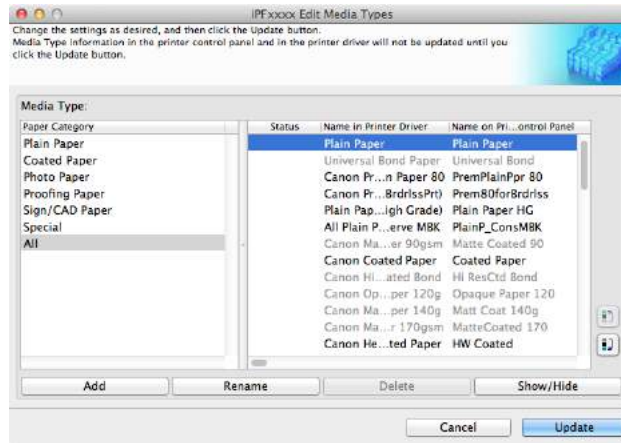 iPFxxxx Edit Media Types
Change the settings as desired, and then click the Update button.
Media Type information in the printer control panel and in the printer driver will not be updated until you
click the Update button.
Media Type:
Paper Category
Plain Paper
Coated Paper
Photo Paper
Proofing Paper
Sign/CAD Paper
Special
All
Status Name in Printer Driver Name on Pri...ontrol Panel
Plain Paper Plain Paper
Universal Bond Paper Universal Bond
Canon Pr...n Paper 80 PremPlainPpr 80
Canon Pr...BrdrlssPrt) Prem80forBrdrlss
Plain Pap...igh Grade) Plain Paper HG
All Plain P...erve MBK PlainP_ConsMBK
Canon Ma...er 90gsm Matte Coated 90
Canon Coated Paper Coated Paper
Canon Hi...ated Bond Hi ResCtd Bond
Canon Op...per 120g Opaque Paper 120
Canon Ma...per 140g Matt Coat 140g
Canon Ma...r 170gsm MatteCoated 170
Canon He...ted Paper HW Coated
Add Rename Delete Show/Hide
Cancel Update